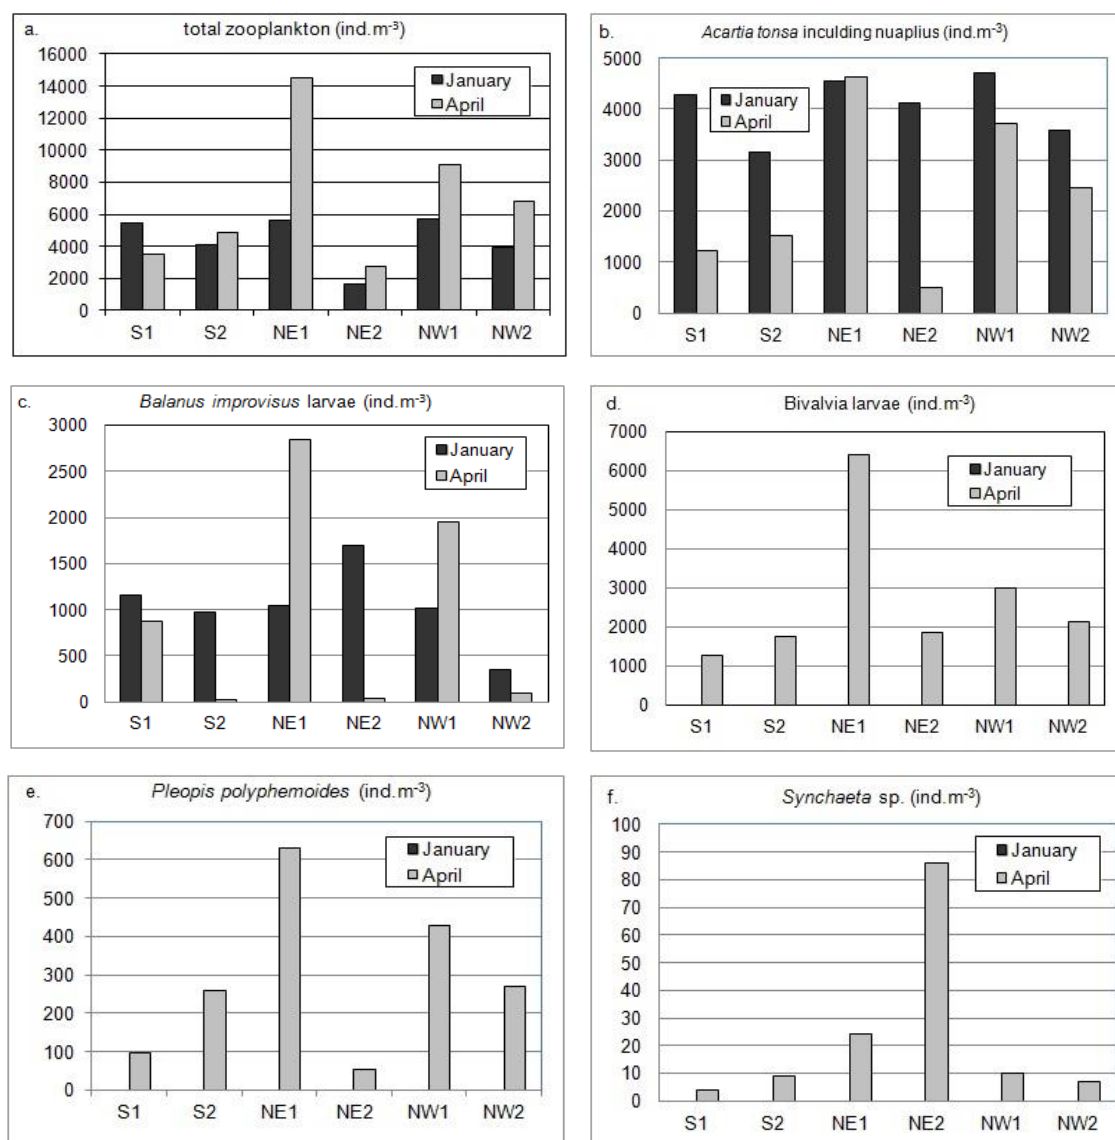 a. total zooplankton (ind.m-3)
16000
14000
12000
10000
8000
6000
4000
2000
0
January
April
S1 S2 NE1 NE2 NW1 NW2
b. Acartia tonsa inculding nuaplius (ind.m-3)
5000
4000
3000
2000
1000
0
January
April
S1 S2 NE1 NE2 NW1 NW2
c. Balanus improvisus larvae (ind.m-3)
3000
2500
2000
1500
1000
500
0
January
April
S1 S2 NE1 NE2 NW1 NW2
d. Bivalvia larvae (ind.m-3)
7000
6000
5000
4000
3000
2000
1000
0
January
April
S1 S2 NE1 NE2 NW1 NW2
e. Pleopis polyphemoides (ind.m-3)
700
600
500
400
300
200
100
0
January
April
S1 S2 NE1 NE2 NW1 NW2
f. Synchaeta sp. (ind.m-3)
100
90
80
70
60
50
40
30
20
10
0
January
April
S1 S2 NE1 NE2 NW1 NW2